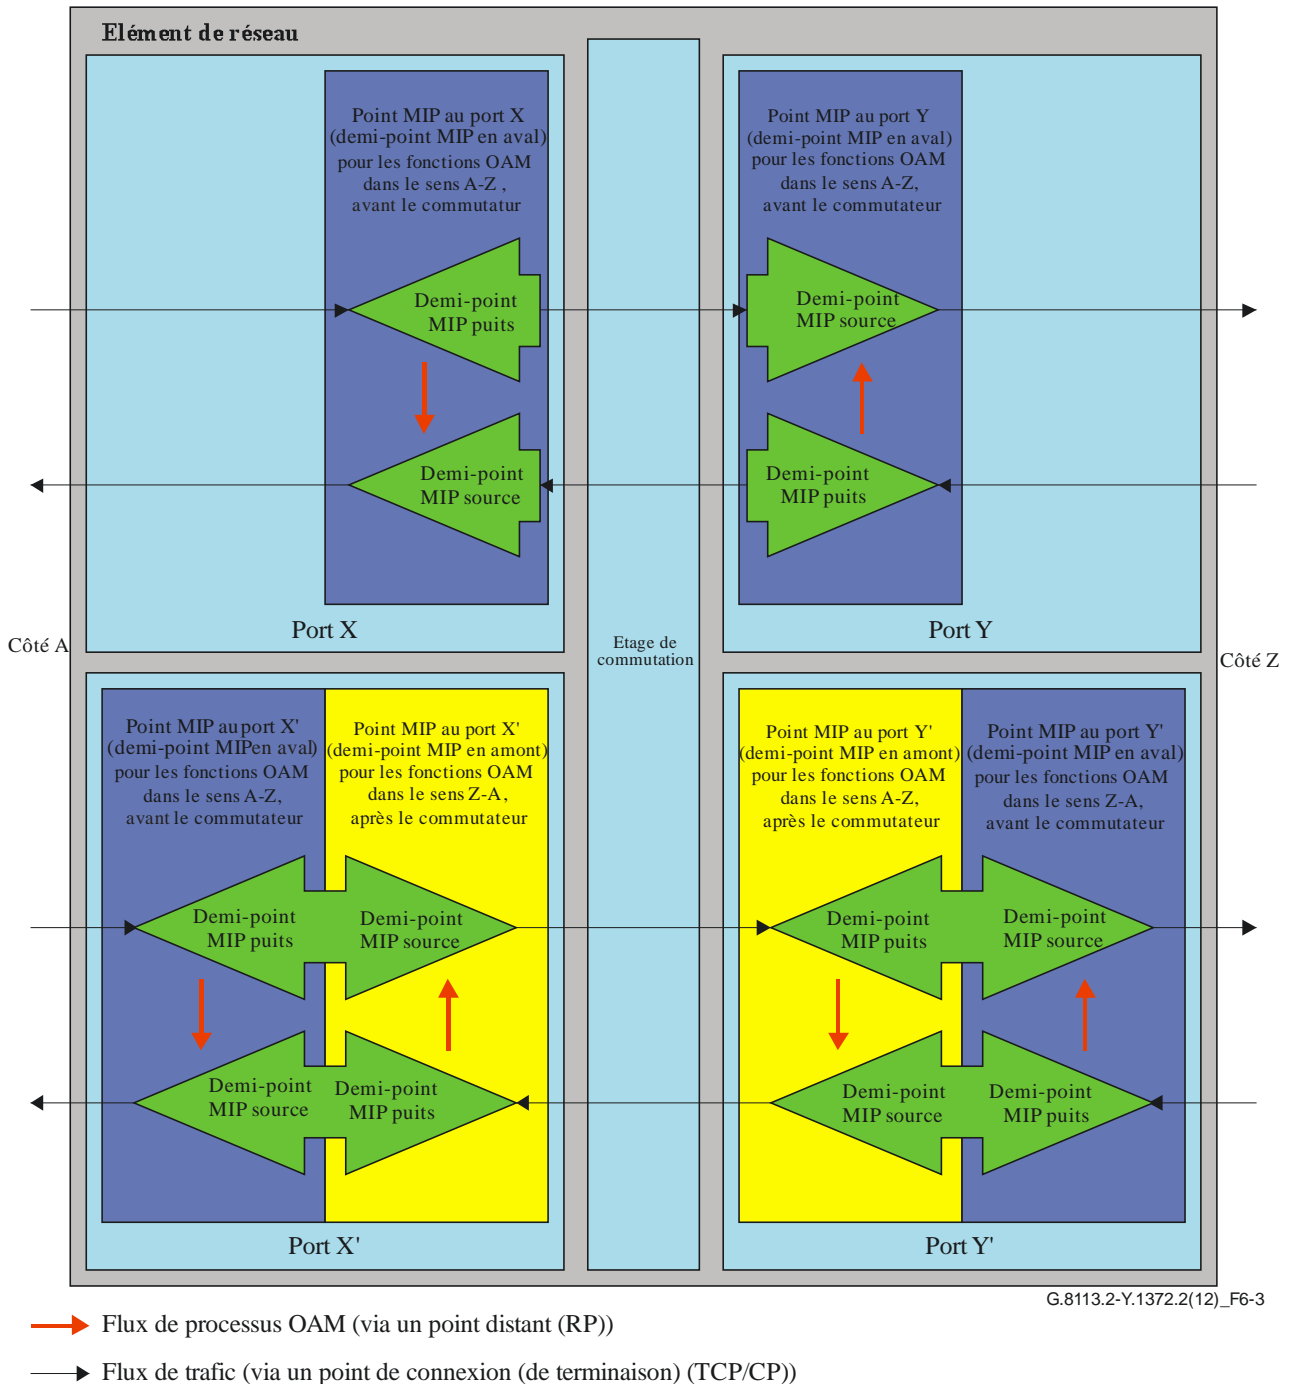 Elément de réseau
Point MIP au port X
(demi-point MIP en aval)
pour les fonctions OAM
dans le sens A-Z ,
avant le commutatur
Point MIP au port Y
(demi-point MIP en aval)
pour les fonctions OAM
dans le sens A-Z,
avant le commutateur
Demi-point
MIP puits
Demi-point
MIP source
Demi-point
MIP source
Demi-point
MIP puits
Port X
Port Y
Côté A
Etage de
commutation
Côté Z
Point MIP au port X'
(demi-point MIPen aval)
pour les fonctions OAM
dans le sens A-Z,
avant le commutateur
Point MIP au port X'
(demi-point MIP en amont)
pour les fonctions OAM
dans le sens Z-A,
après le commutateur
Point MIP au port Y'
(demi-point MIP en amont)
pour les fonctions OAM
dans le sens A-Z,
après le commutateur
Point MIP au port Y'
(demi-point MIP en aval)
pour les fonctions OAM
dans le sens Z-A,
avant le commutateur
Demi-point
MIP puits
Demi-point
MIP source
Demi-point
MIP puits
Demi-point
MIP source
Demi-point
MIP source
Demi-point
MIP puits
Demi-point
MIP source
Demi-point
MIP puits
Port X'
Port Y'
G.8113.2-Y.1372.2(12)_F6-3
Flux de processus OAM (via un point distant (RP))
Flux de trafic (via un point de connexion (de terminaison) (TCP/CP))